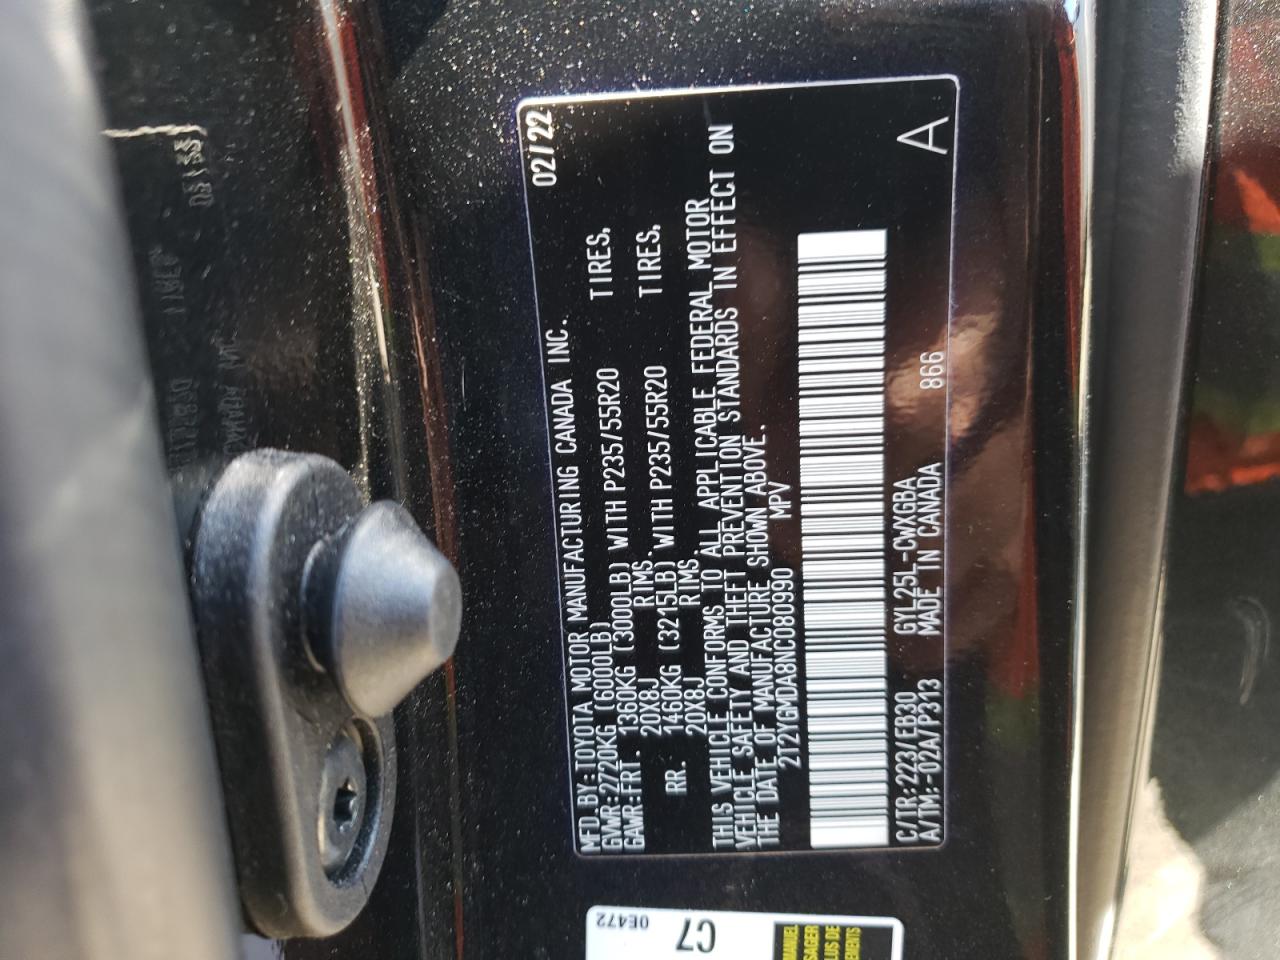 MFD.BY:TOYOTA MOTOR MANUFACTURING CANADA INC. 02/22
GVWR:2720KG (6000LB)
GAWR:FRT. 1360KG (3000LB) WITH P235/55R20 TIRES,
20X8J RIMS.
RR. 1460KG (3215LB) WITH P235/55R20 TIRES,
20X8J RIMS.
THIS VEHICLE CONFORMS TO ALL APPLICABLE FEDERAL MOTOR
VEHICLE SAFETY AND THEFT PREVENTION STANDARDS IN EFFECT ON
THE DATE OF MANUFACTURE SHOWN ABOVE.
2T2YGMDA8NC080990 MPV
C/TR:223/EB30 GYL25L-CWXGBA
A/TM:-02A/P313 MADE IN CANADA 866 A
C7
0E472